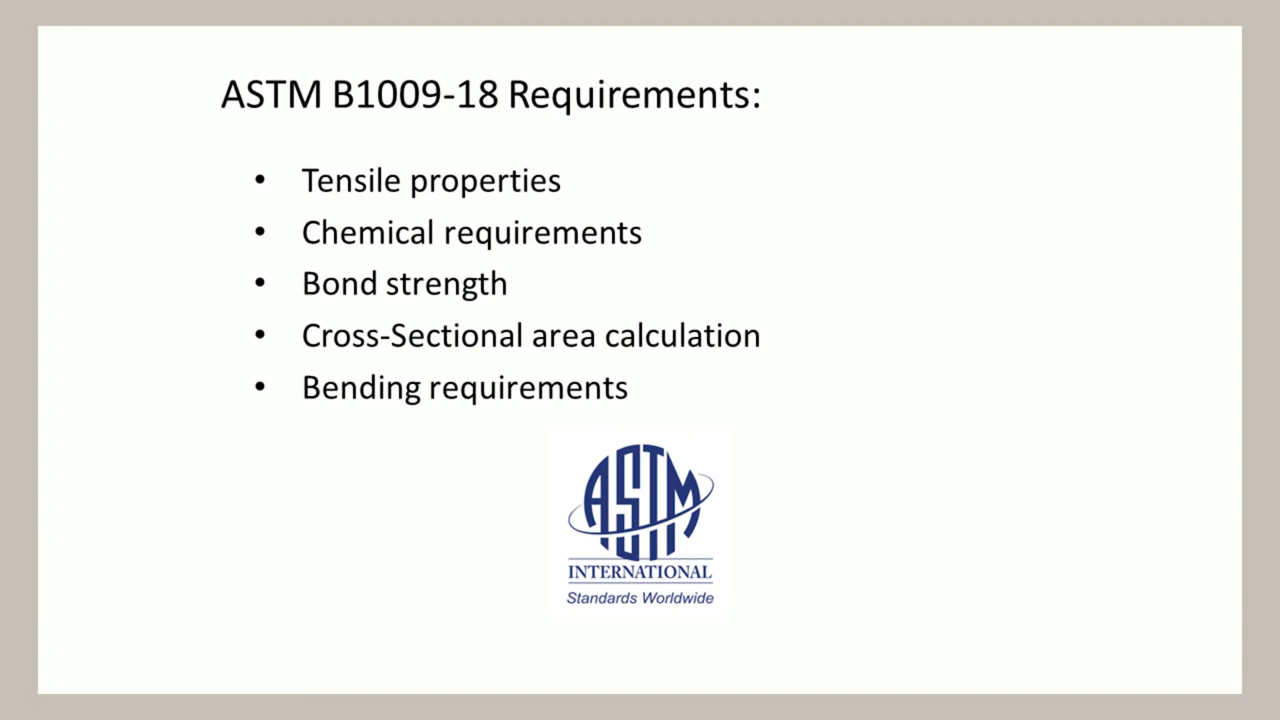 ASTM B1009-18 Requirements:
• Tensile properties
• Chemical requirements
• Bond strength
• Cross-Sectional area calculation
• Bending requirements
ASTM
INTERNATIONAL
Standards Worldwide